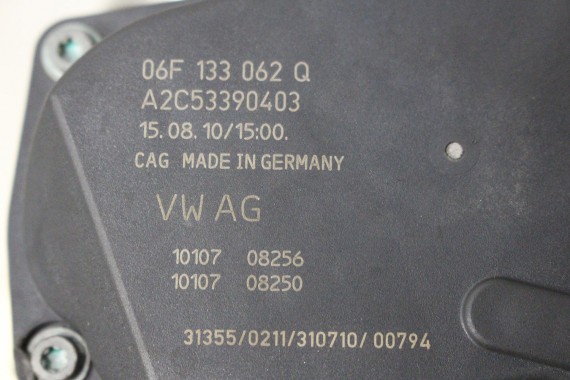 06F 133 062 Q
A2C53390403
15.08.10/15:00.
CAG MADE IN GERMANY
VW AG
10107 08256
10107 08250
31355/0211/310710/00794